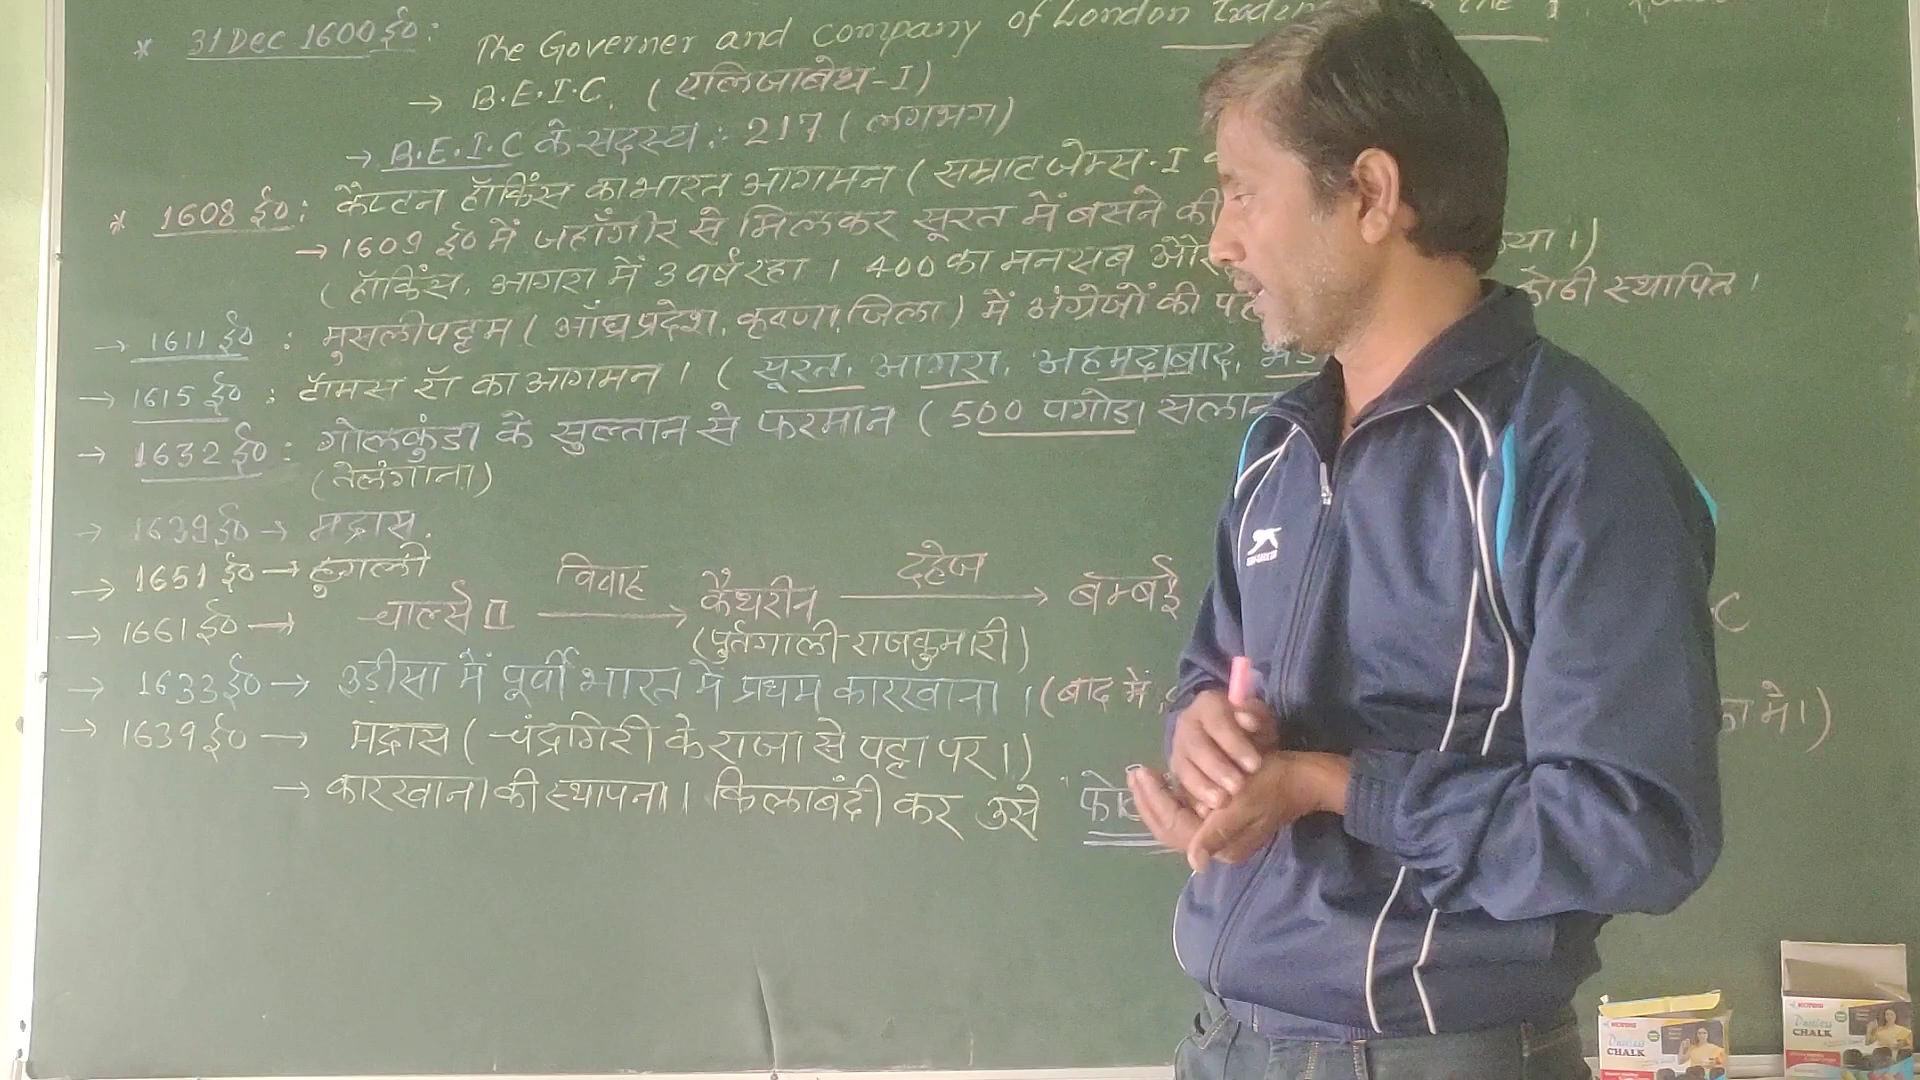 * 31 Dec 1600 ई० : The Governer and company of London
→ B.E.I.C. (एलिजाबेथ-I)
→ B.E.I.C के सदस्य : 217 (लगभग)
* 1608 ई० : कैप्टन हॉकिंस का भारत आगमन (सम्राट जेम्स-I
→ 1609 ई० में जहाँगीर से मिलकर सूरत में बसने की
(हॉकिंस, आगरा में 3 वर्ष रहा । 400 का मनसब और
→ 1611 ई० : मुसलीपट्टम (आँध्रप्रदेश, कृष्णा जिला) में अंग्रेजों की कोठी स्थापित ।
→ 1615 ई० : टॉमस रॉ का आगमन । (सूरत, आगरा, अहमदाबाद,
→ 1632 ई० : गोलकुंडा के सुल्तान से फरमान (500 पगोडा
(तेलंगाना)
→ 1639 ई० → मद्रास.
→ 1651 ई० → हुगली
→ 1661 ई० → चार्ल्स II विवाह → कैथरीन दहेज → बम्बई
(पुर्तगाली राजकुमारी)
→ 1633 ई० → उड़ीसा में पूर्वी भारत में प्रथम कारखाना । (बाद में,
→ 1639 ई० → मद्रास (चंद्रगिरी के राजा से पट्टा पर।)
→ कारखाना की स्थापना । किलाबंदी कर उसे
Dustless
CHALK
Dustless
CHALK